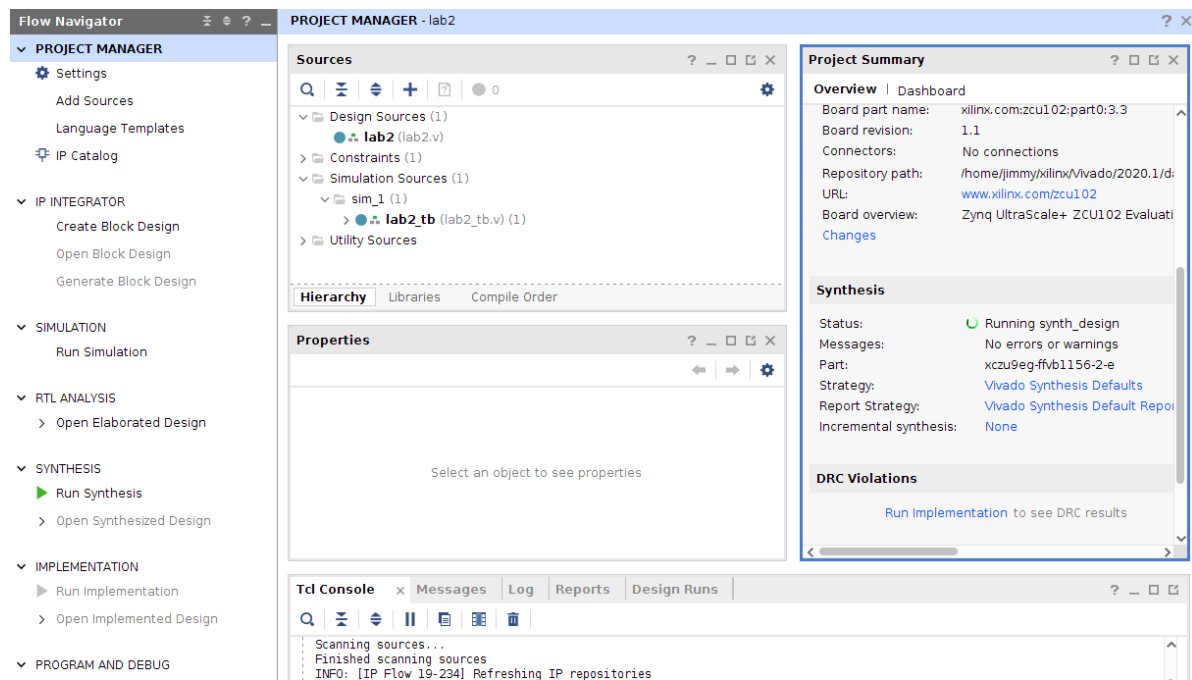 Flow Navigator
?
PROJECT MANAGER
Settings
Add Sources
Language Templates
IP Catalog
IP INTEGRATOR
Create Block Design
Open Block Design
Generate Block Design
SIMULATION
Run Simulation
RTL ANALYSIS
Open Elaborated Design
SYNTHESIS
Run Synthesis
Open Synthesized Design
IMPLEMENTATION
Run Implementation
Open Implemented Design
PROGRAM AND DEBUG
PROJECT MANAGER - lab2
?
Sources
?
? 0
Design Sources (1)
lab2 (lab2.v)
Constraints (1)
Simulation Sources (1)
sim_1 (1)
lab2_tb (lab2_tb.v) (1)
Utility Sources
Hierarchy Libraries Compile Order
Properties
?
Select an object to see properties
Project Summary
?
Overview | Dashboard
Board part name: xilinx.com:zcu102:part0:3.3
Board revision: 1.1
Connectors: No connections
Repository path: /home/jimmy/xilinx/Vivado/2020.1/da
URL: www.xilinx.com/zcu102
Board overview: Zynq UltraScale+ ZCU102 Evaluati
Changes
Synthesis
Status: Running synth_design
Messages: No errors or warnings
Part: xczu9eg-ffvb1156-2-e
Strategy: Vivado Synthesis Defaults
Report Strategy: Vivado Synthesis Default Repor
Incremental synthesis: None
DRC Violations
Run Implementation to see DRC results
Tcl Console Messages Log Reports Design Runs
?
Scanning sources...
Finished scanning sources
INFO: [IP Flow 19-234] Refreshing IP repositories